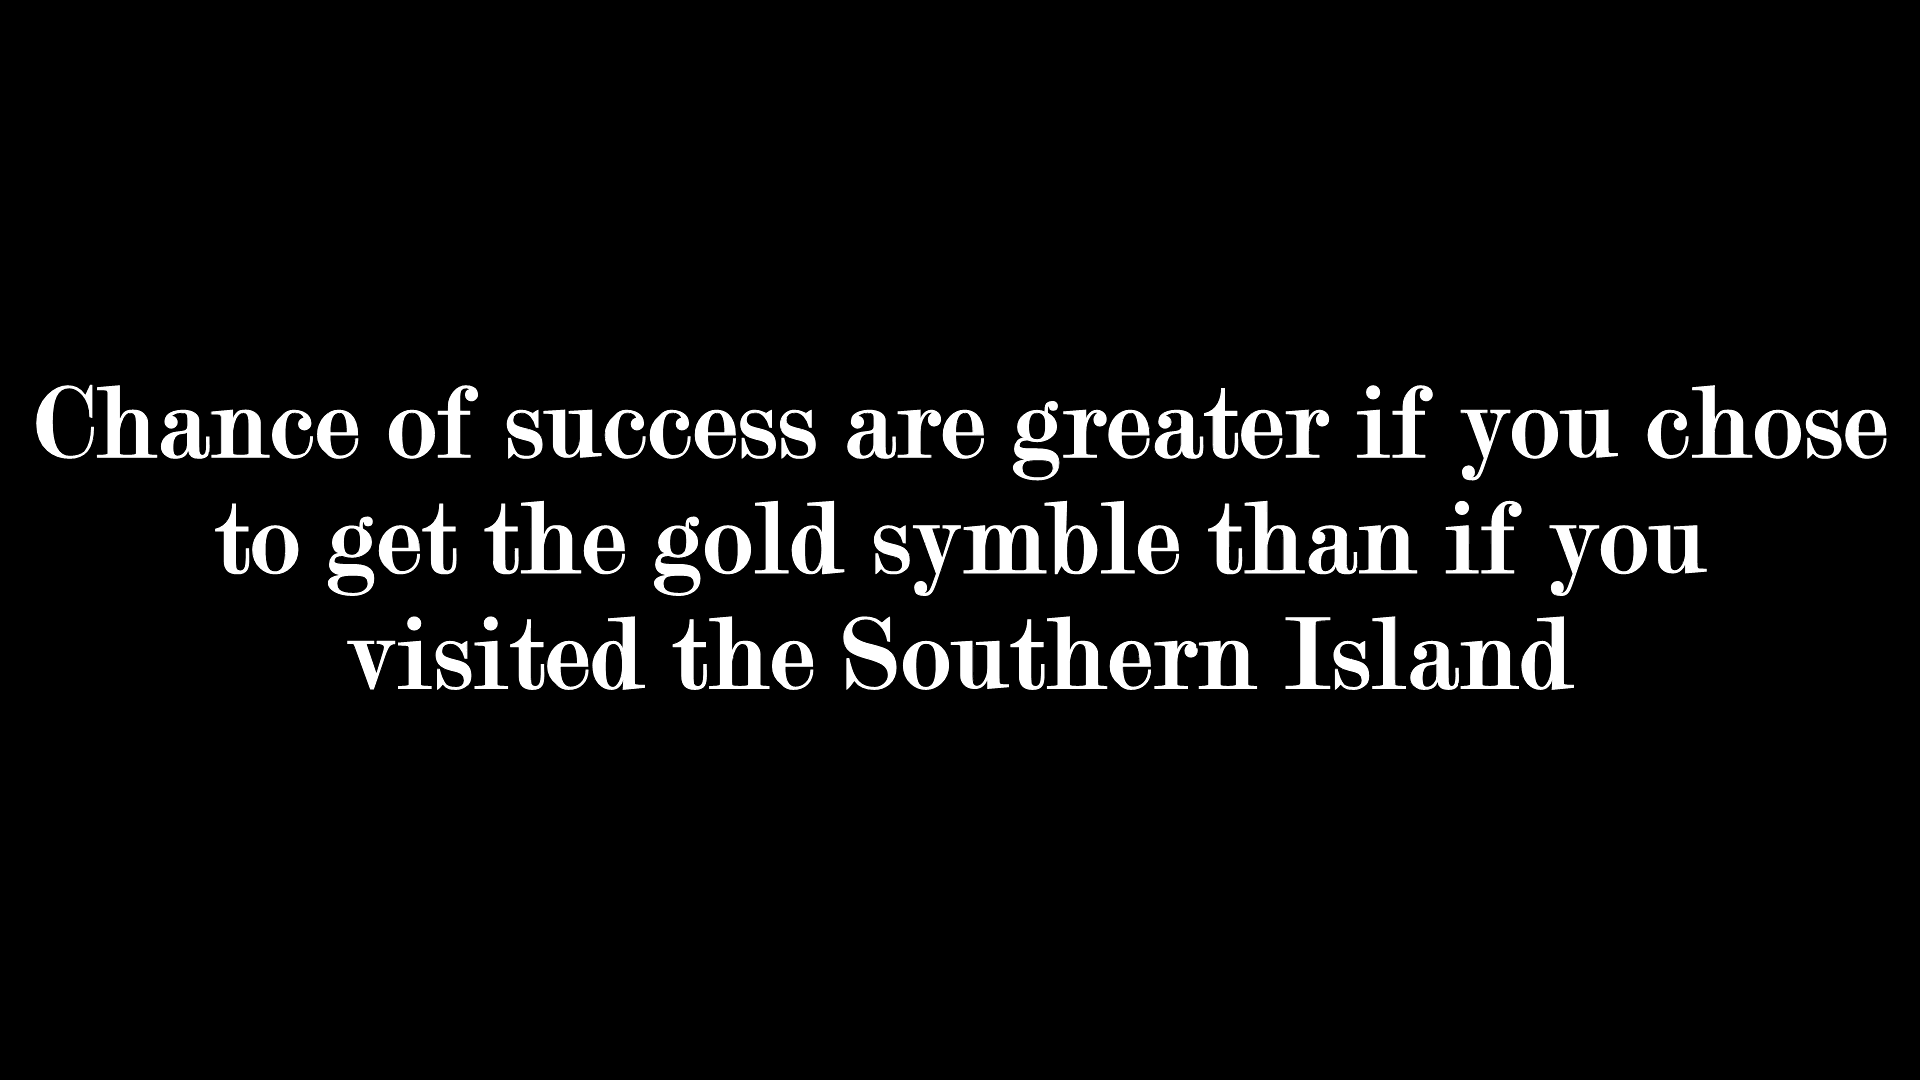 Chance of success are greater if you chose
to get the gold symble than if you
visited the Southern Island